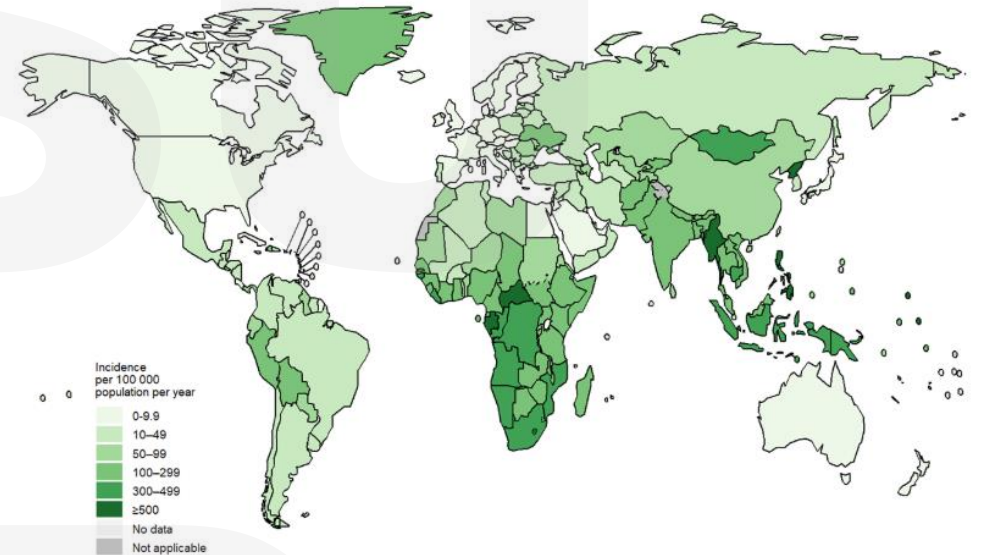 Incidence
per 100 000
population per year
0-9.9
10–49
50–99
100–299
300–499
≥500
No data
Not applicable